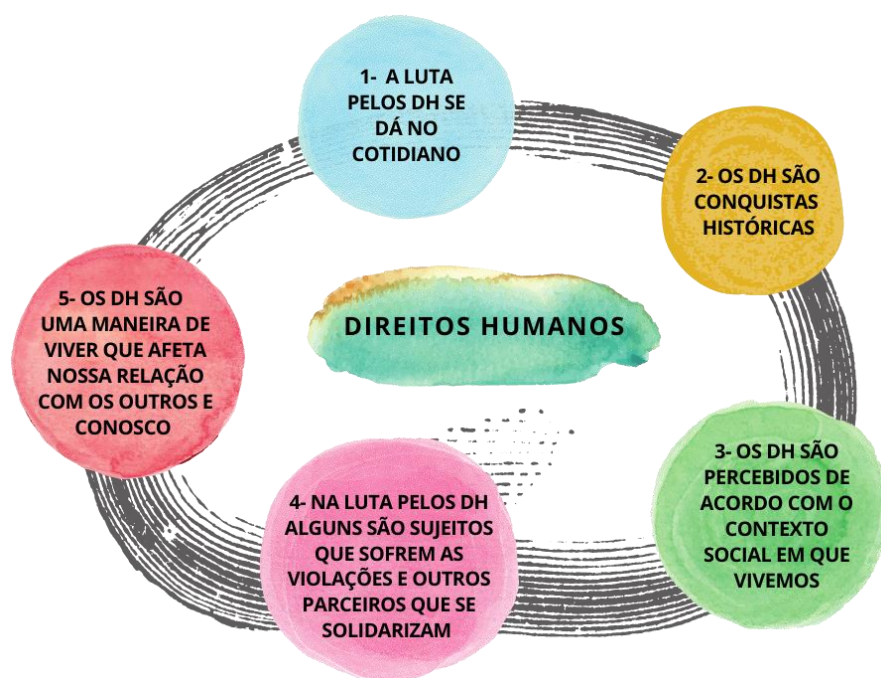 1- A LUTA
PELOS DH SE
DÁ NO
COTIDIANO
2- OS DH SÃO
CONQUISTAS
HISTÓRICAS
5- OS DH SÃO
UMA MANEIRA DE
VIVER QUE AFETA
NOSSA RELAÇÃO
COM OS OUTROS E
CONOSCO
DIREITOS HUMANOS
3- OS DH SÃO
PERCEBIDOS DE
ACORDO COM O
CONTEXTO
SOCIAL EM QUE
VIVEMOS
4- NA LUTA PELOS DH
ALGUNS SÃO SUJEITOS
QUE SOFREM AS
VIOLAÇÕES E OUTROS
PARCEIROS QUE SE
SOLIDARIZAM